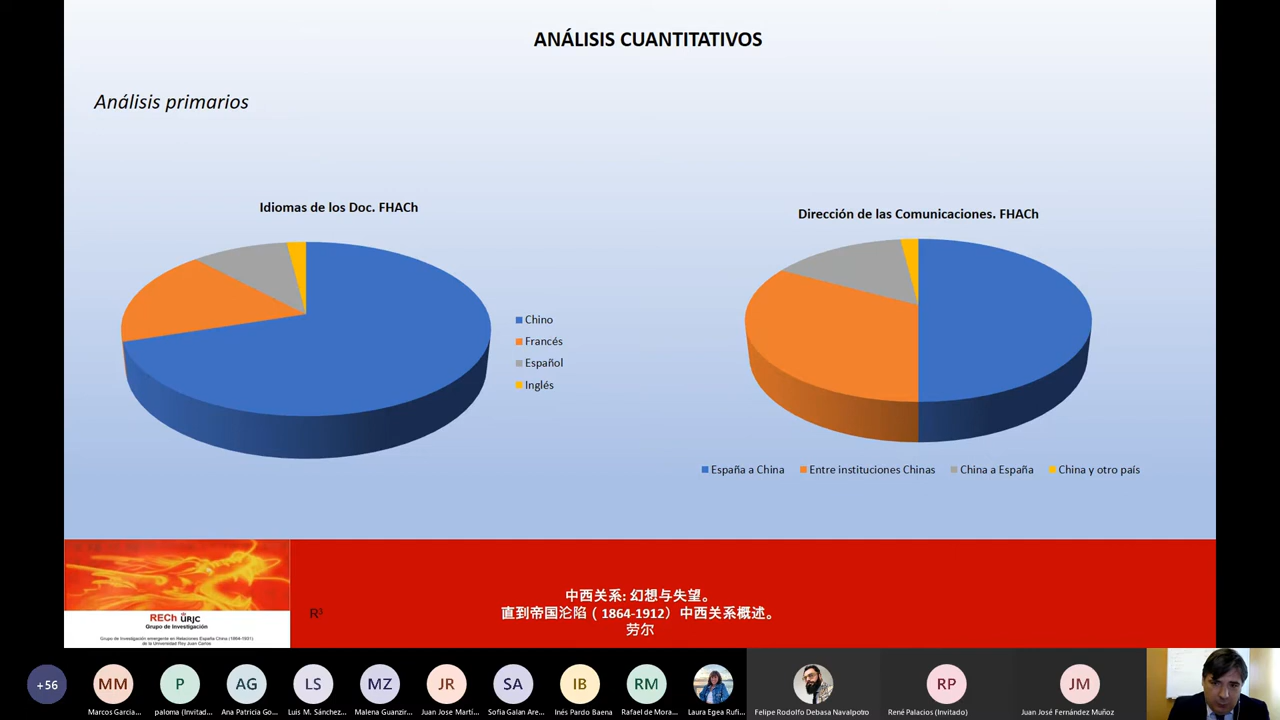 ANÁLISIS CUANTITATIVOS
Análisis primarios
Idiomas de los Doc. FHACh
Dirección de las Comunicaciones. FHACh
Chino
Francés
Español
Inglés
España a China
Entre instituciones Chinas
China a España
China y otro país
RECh URJC
Grupo de Investigación
Grupo de Investigación emergente en Relaciones España China (1864-1931)
de la Universidad Rey Juan Carlos
R³
中西关系: 幻想与失望。
直到帝国沦陷（1864-1912）中西关系概述。
劳尔
+56
MM
P
AG
LS
MZ
JR
SA
IB
RM
RP
JM
Marcos Garcia...
paloma (Invitad...
Ana Patricia Go...
Luis M. Sánchez...
Malena Guanzir...
Juan Jose Martí...
Sofia Galan Are...
Inés Pardo Baena
Rafael de Mora...
Laura Egea Rufi...
Felipe Rodolfo Debasa Navalpotro
René Palacios (Invitado)
Juan José Fernández Muñoz